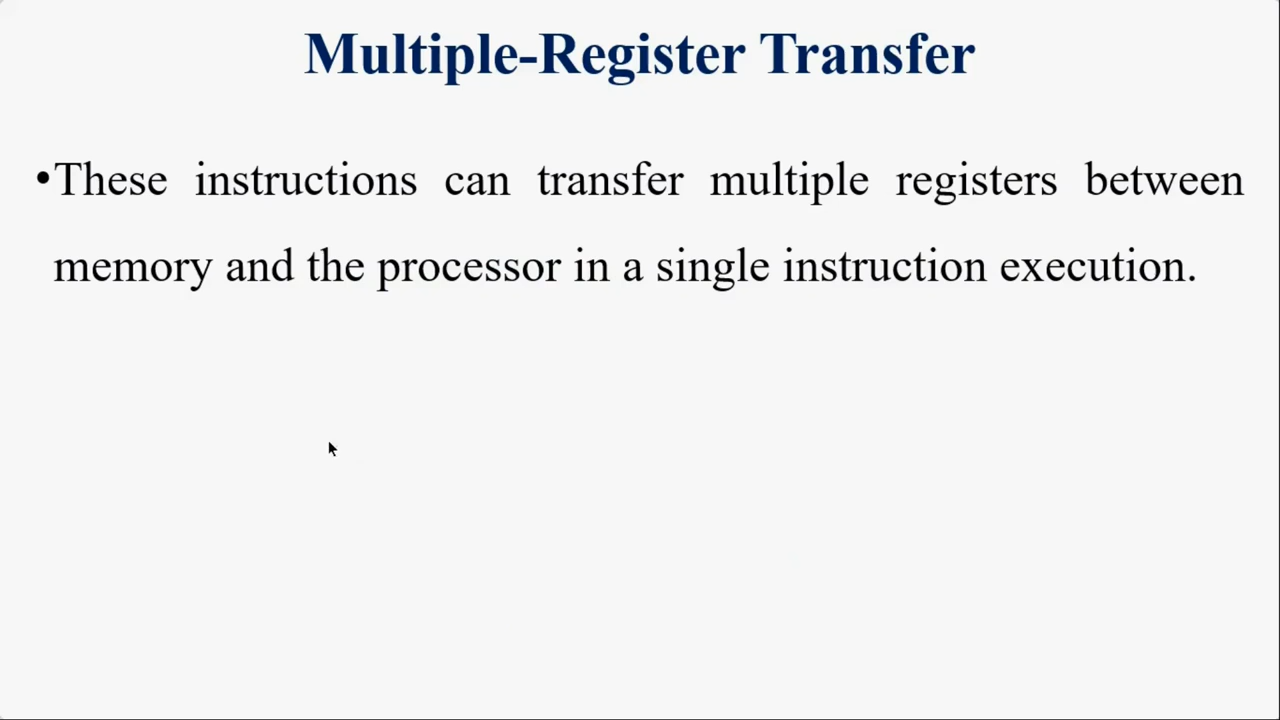 Multiple-Register Transfer
•These instructions can transfer multiple registers between
memory and the processor in a single instruction execution.